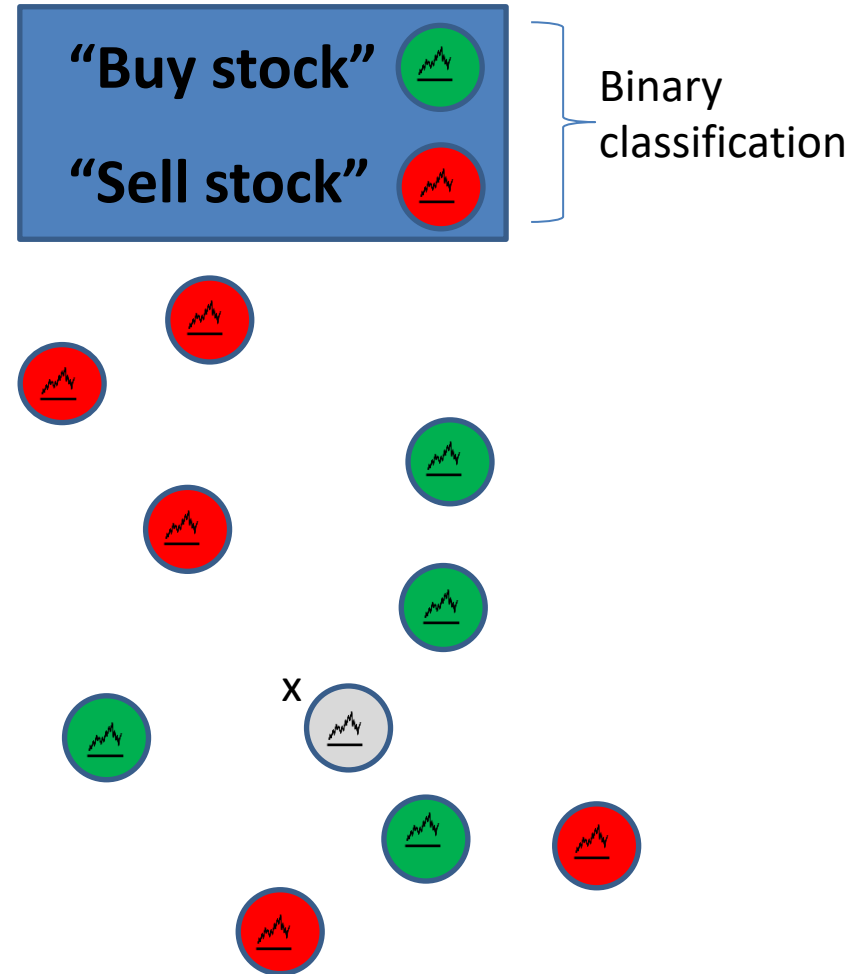 “Buy stock”
“Sell stock”
Binary
classification
x